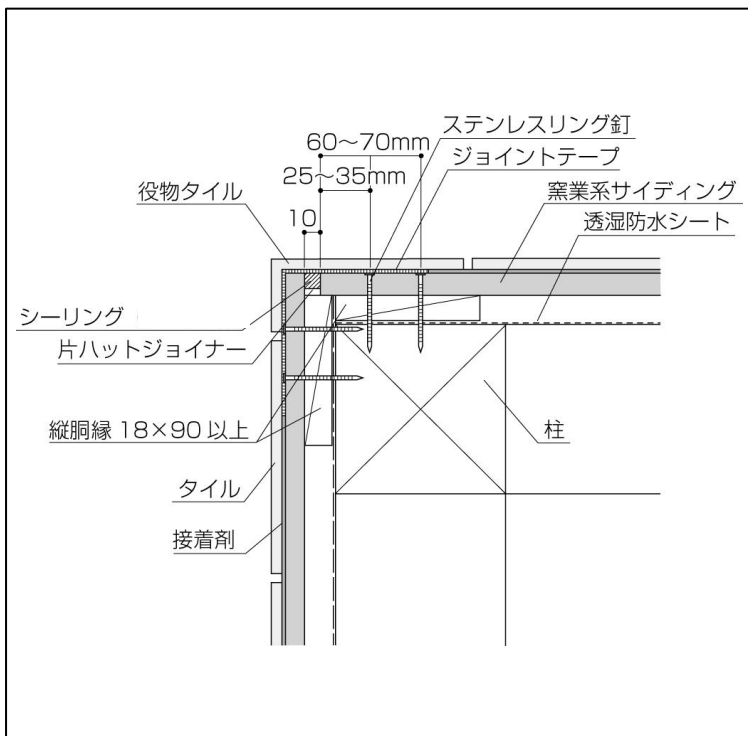 ステンレスリング釘
60〜70mm
ジョイントテープ
25〜35mm
窯業系サイディング
役物タイル
透湿防水シート
10
シーリング
片ハットジョイナー
縦胴縁 18×90 以上
柱
タイル
接着剤